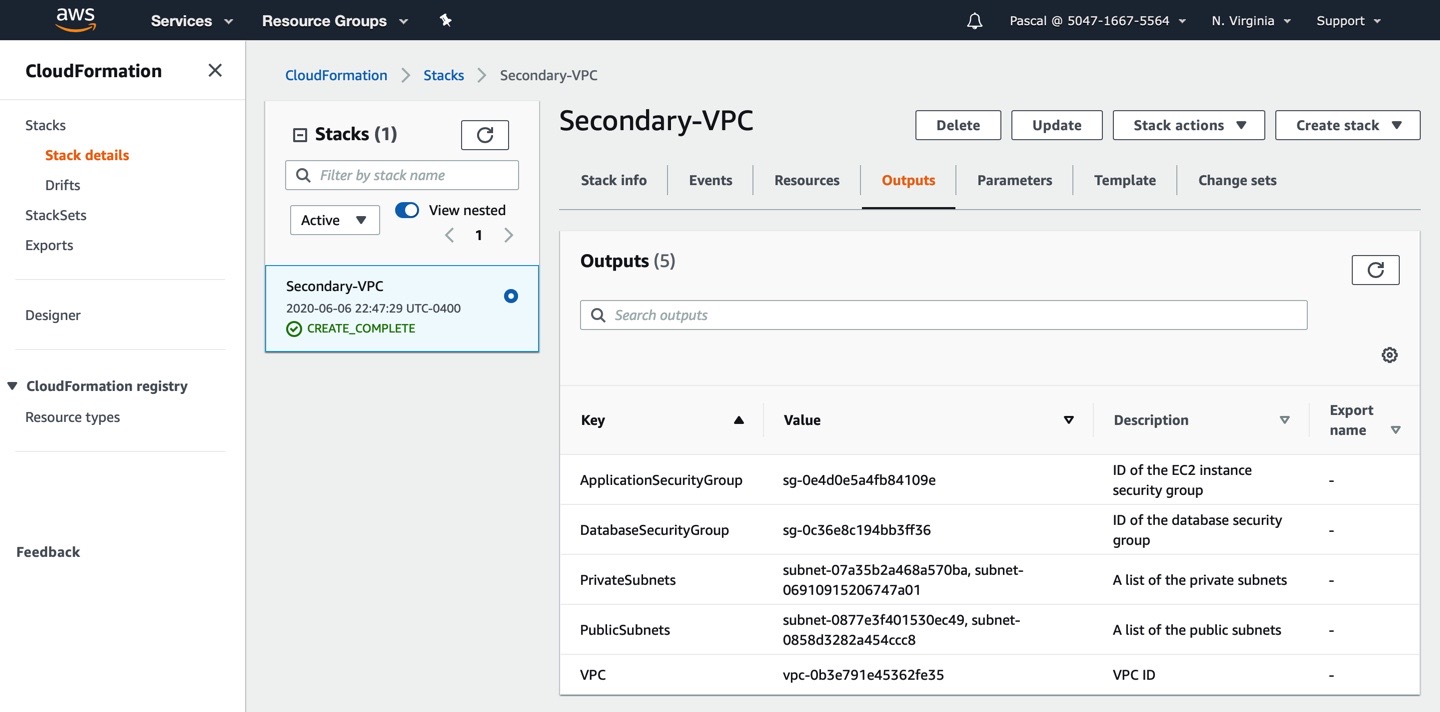 aws
Services
Resource Groups
Pascal @ 5047-1667-5564
N. Virginia
Support
CloudFormation
Stacks
Stack details
Drifts
StackSets
Exports
Designer
CloudFormation registry
Resource types
Feedback
CloudFormation
Stacks
Secondary-VPC
Stacks (1)
Filter by stack name
Active
View nested
1
Secondary-VPC
2020-06-06 22:47:29 UTC-0400
CREATE_COMPLETE
Secondary-VPC
Delete
Update
Stack actions
Create stack
Stack info
Events
Resources
Outputs
Parameters
Template
Change sets
Outputs (5)
Search outputs
Key
Value
Description
Export
name
ApplicationSecurityGroup
sg-0e4d0e5a4fb84109e
ID of the EC2 instance
security group
-
DatabaseSecurityGroup
sg-0c36e8c194bb3ff36
ID of the database security
group
-
PrivateSubnets
subnet-07a35b2a468a570ba, subnet-
06910915206747a01
A list of the private subnets
-
PublicSubnets
subnet-0877e3f401530ec49, subnet-
0858d3282a454ccc8
A list of the public subnets
-
VPC
vpc-0b3e791e45362fe35
VPC ID
-